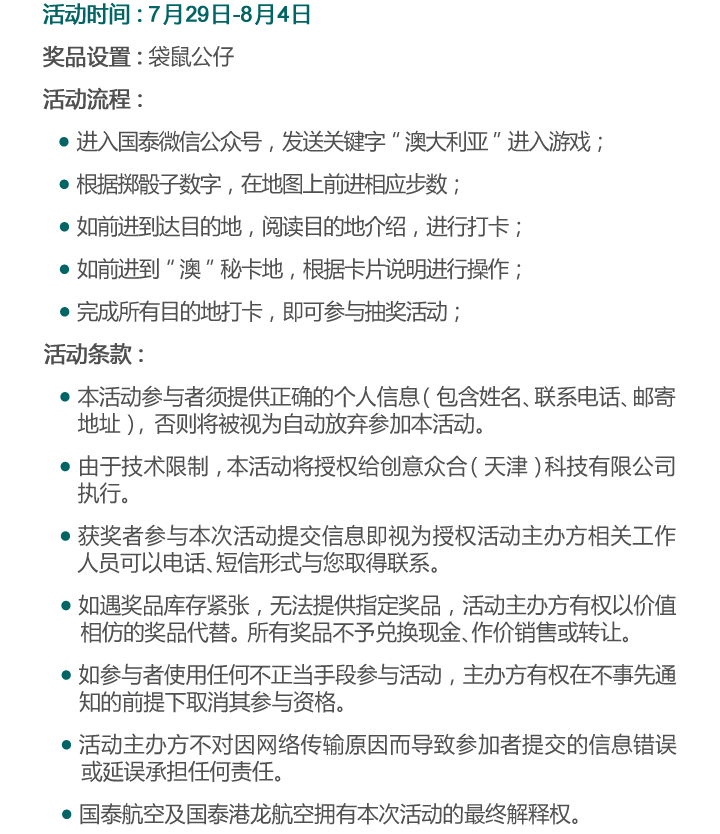 活动时间：7月29日-8月4日
奖品设置：袋鼠公仔
活动流程：
● 进入国泰微信公众号，发送关键字“澳大利亚”进入游戏；
● 根据掷骰子数字，在地图上前进相应步数；
● 如前进到达目的地，阅读目的地介绍，进行打卡；
● 如前进到“澳”秘卡地，根据卡片说明进行操作；
● 完成所有目的地打卡，即可参与抽奖活动；
活动条款：
● 本活动参与者须提供正确的个人信息（包含姓名、联系电话、邮寄
地址），否则将被视为自动放弃参加本活动。
● 由于技术限制，本活动将授权给创意众合（天津）科技有限公司
执行。
● 获奖者参与本次活动提交信息即视为授权活动主办方相关工作
人员可以电话、短信形式与您取得联系。
● 如遇奖品库存紧张，无法提供指定奖品，活动主办方有权以价值
相仿的奖品代替。所有奖品不予兑换现金、作价销售或转让。
● 如参与者使用任何不正当手段参与活动，主办方有权在不事先通
知的前提下取消其参与资格。
● 活动主办方不对因网络传输原因而导致参加者提交的信息错误
或延误承担任何责任。
● 国泰航空及国泰港龙航空拥有本次活动的最终解释权。